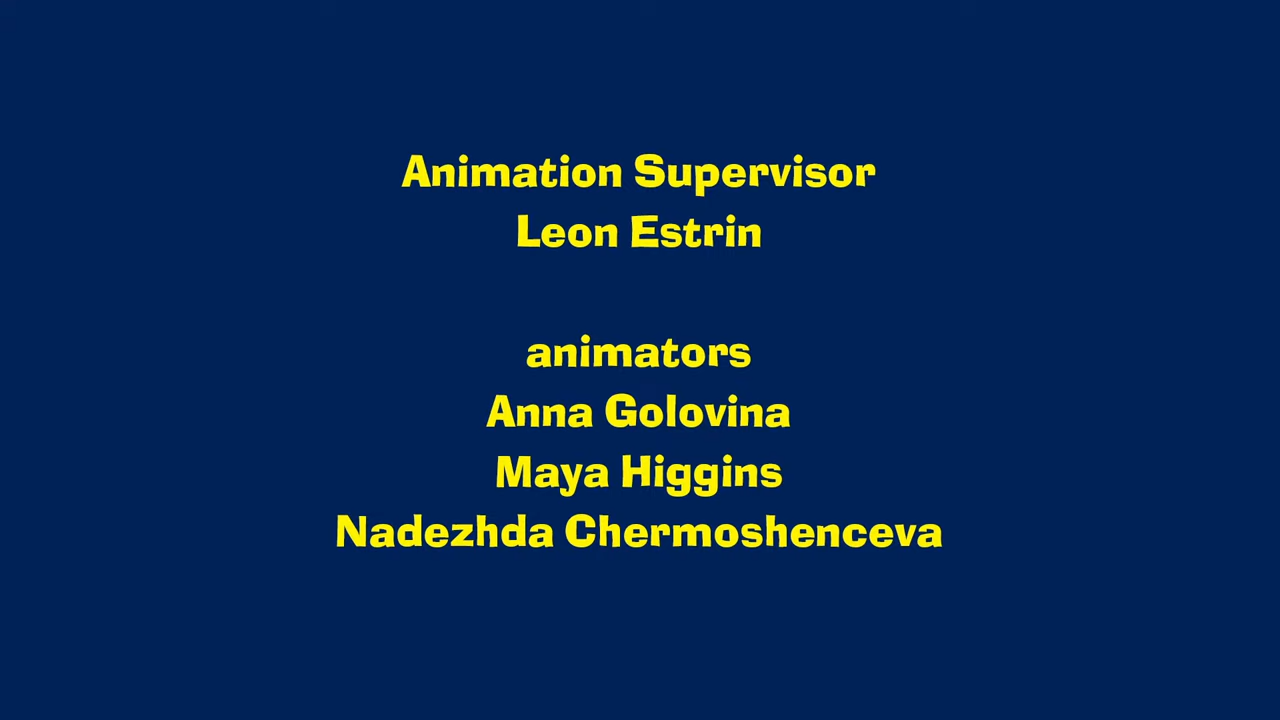 Animation Supervisor
Leon Estrin
animators
Anna Golovina
Maya Higgins
Nadezhda Chermoshenceva